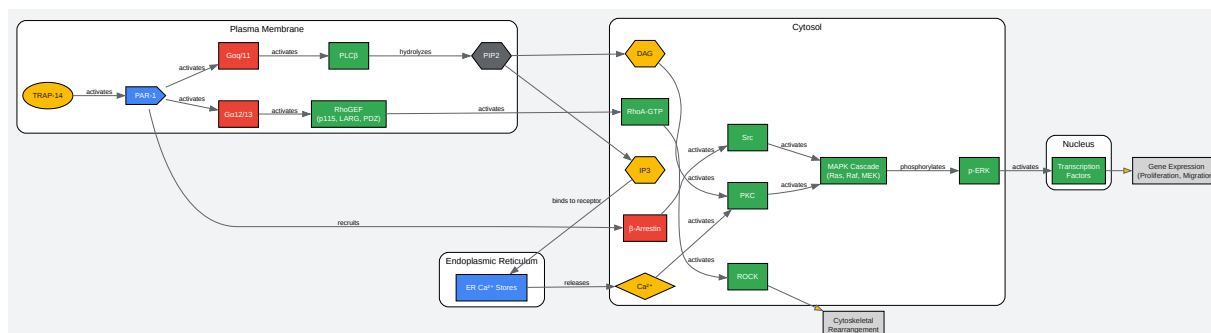 Plasma Membrane
Cytosol
Gαq/11
activates
PLCβ
hydrolyzes
PIP2
DAG
activates
TRAP-14
activates
PAR-1
activates
Gα12/13
activates
RhoGEF
(p115, LARG, PDZ)
activates
RhoA-GTP
Src
activates
activates
Nucleus
IP3
MAPK Cascade
(Ras, Raf, MEK)
phosphorylates
p-ERK
activates
Transcription
Factors
Gene Expression
(Proliferation, Migration
activates
activates
PKC
binds to receptor
recruits
β-Arrestin
activates
Endoplasmic Reticulum
activates
ER Ca²⁺ Stores
releases
Ca²⁺
ROCK
Cytoskeletal
Rearrangement